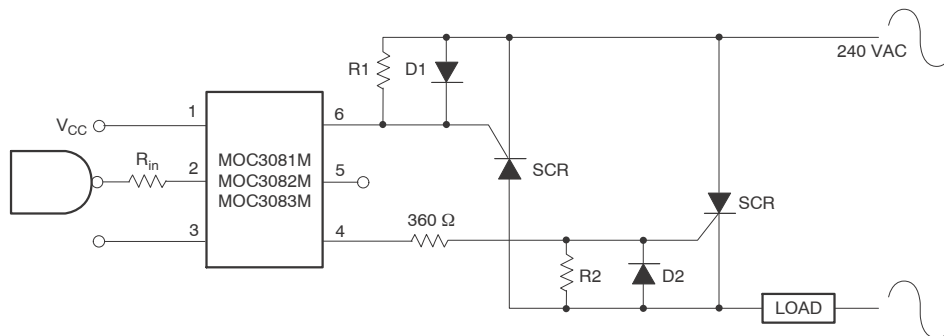 240 VAC
R1
D1
1
6
VCC
MOC3081M
MOC3082M
MOC3083M
Rin
2
5
SCR
3
4
360 Ω
SCR
R2
D2
LOAD